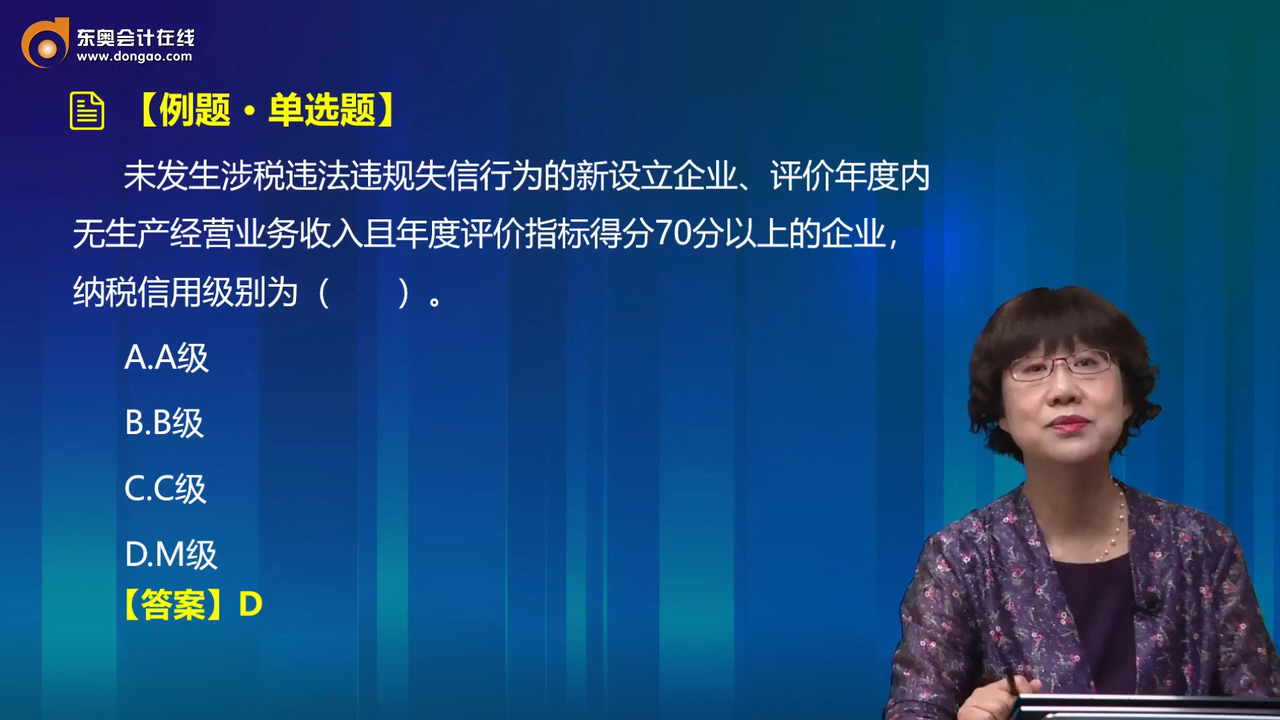 东奥会计在线
www.dongao.com
【例题·单选题】
未发生涉税违法违规失信行为的新设立企业、评价年度内
无生产经营业务收入且年度评价指标得分70分以上的企业，
纳税信用级别为（　　）。
A.A级
B.B级
C.C级
D.M级
【答案】D